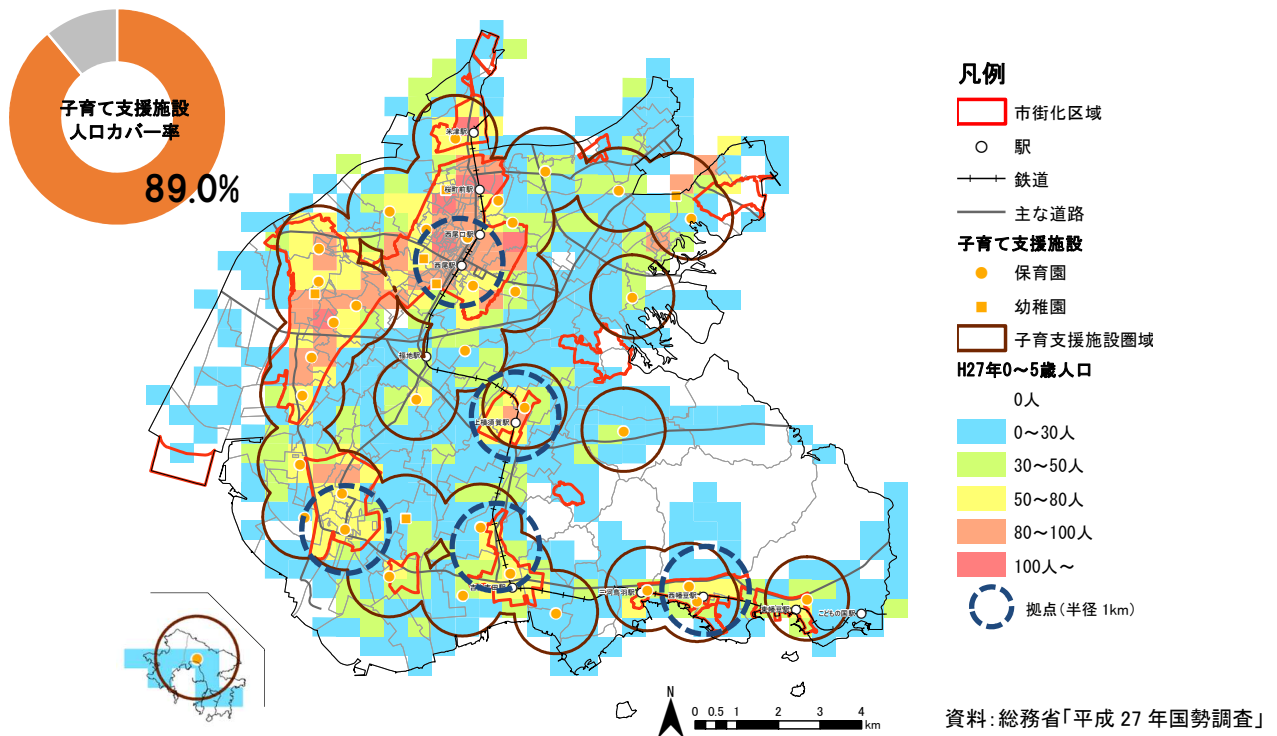 子育て支援施設
人口カバー率
89.0%
米津駅
桜町前駅
西尾口駅
西尾駅
福地駅
上横須賀駅
吉良吉田駅
三河鳥羽駅
西幡豆駅
東幡豆駅
こどもの国駅
凡例
市街化区域
駅
鉄道
主な道路
子育て支援施設
保育園
幼稚園
子育支援施設圏域
H27年0～5歳人口
0人
0～30人
30～50人
50～80人
80～100人
100人～
拠点(半径 1km)
N
0 0.5 1 2 3 4
km
資料:総務省「平成 27 年国勢調査」